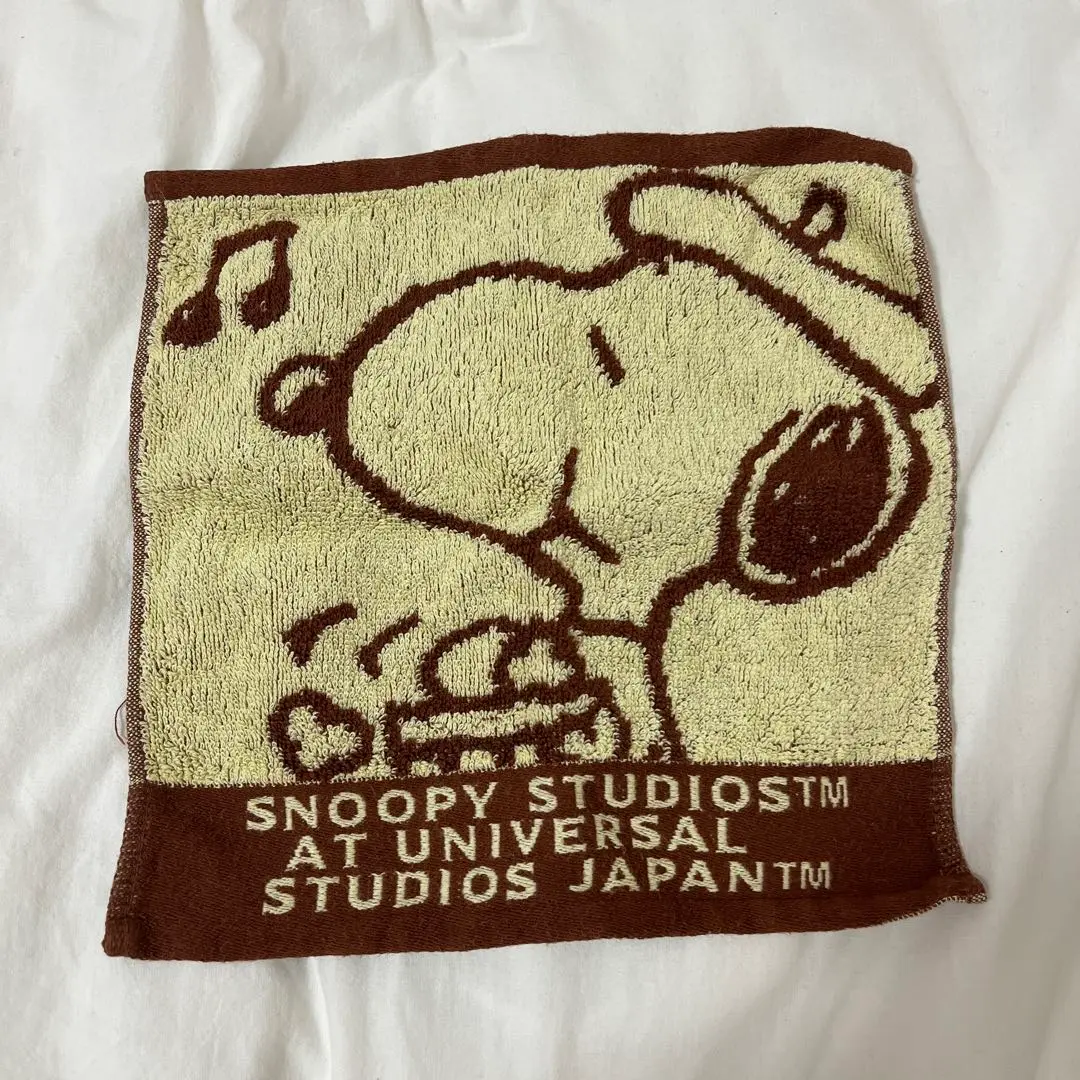 SNOOPY STUDIOS™
AT UNIVERSAL
STUDIOS JAPAN™